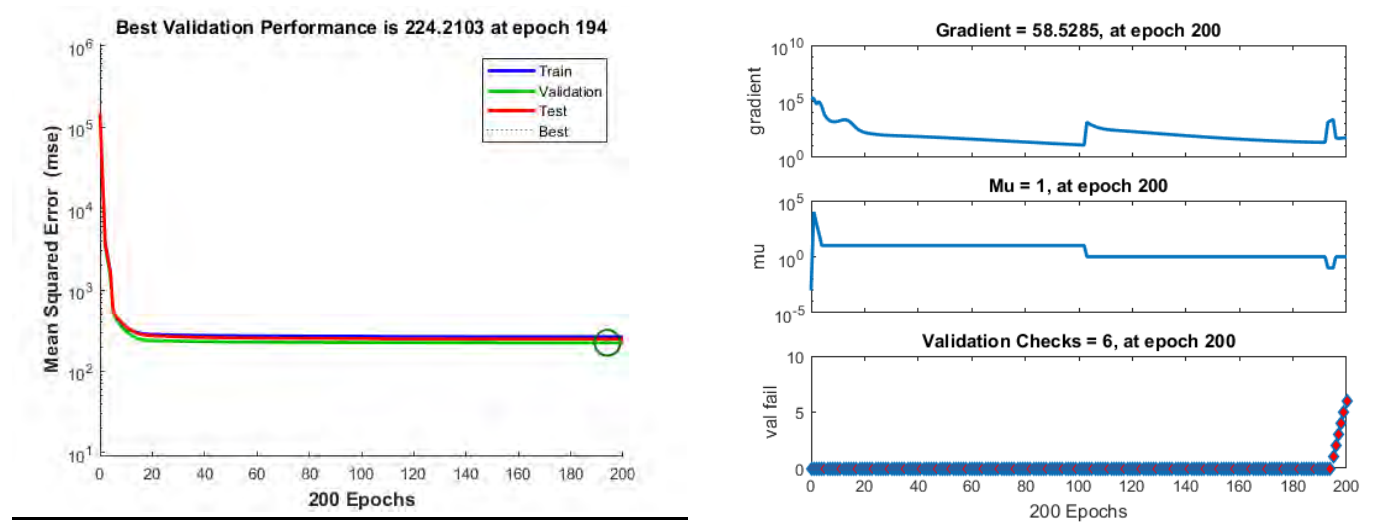 Best Validation Performance is 224.2103 at epoch 194
Mean Squared Error (mse)
10^6
10^5
10^4
10^3
10^2
10^1
Train
Validation
Test
Best
0 20 40 60 80 100 120 140 160 180 200
200 Epochs
Gradient = 58.5285, at epoch 200
gradient
10^10
10^5
10^0
Mu = 1, at epoch 200
mu
10^5
10^0
10^-5
Validation Checks = 6, at epoch 200
val fail
10
5
0
0 20 40 60 80 100 120 140 160 180 200
200 Epochs